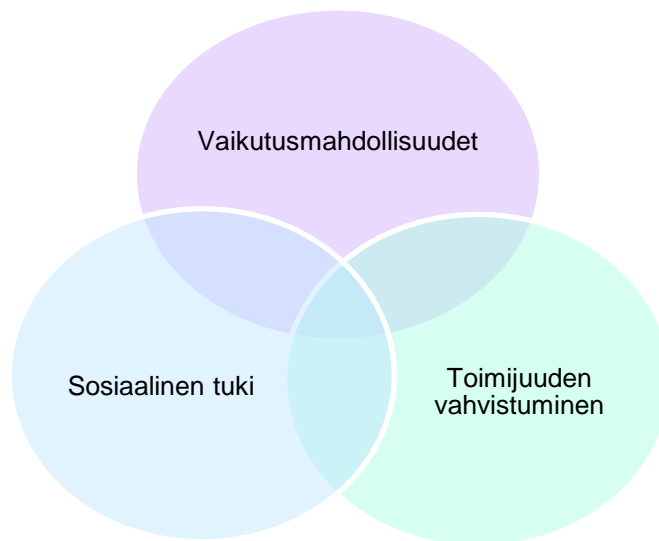 Vaikutusmahdollisuudet
Sosiaalinen tuki
Toimijuuden
vahvistuminen